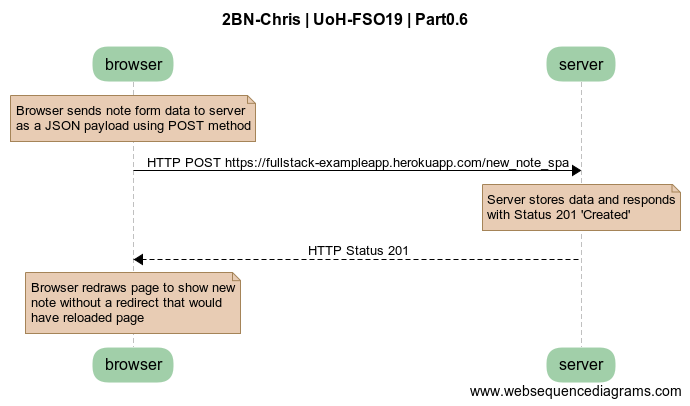 2BN-Chris | UoH-FSO19 | Part0.6
browser
server
Browser sends note form data to server
as a JSON payload using POST method
HTTP POST https://fullstack-exampleapp.herokuapp.com/new_note_spa
Server stores data and responds
with Status 201 'Created'
HTTP Status 201
Browser redraws page to show new
note without a redirect that would
have reloaded page
browser
server
www.websequencediagrams.com